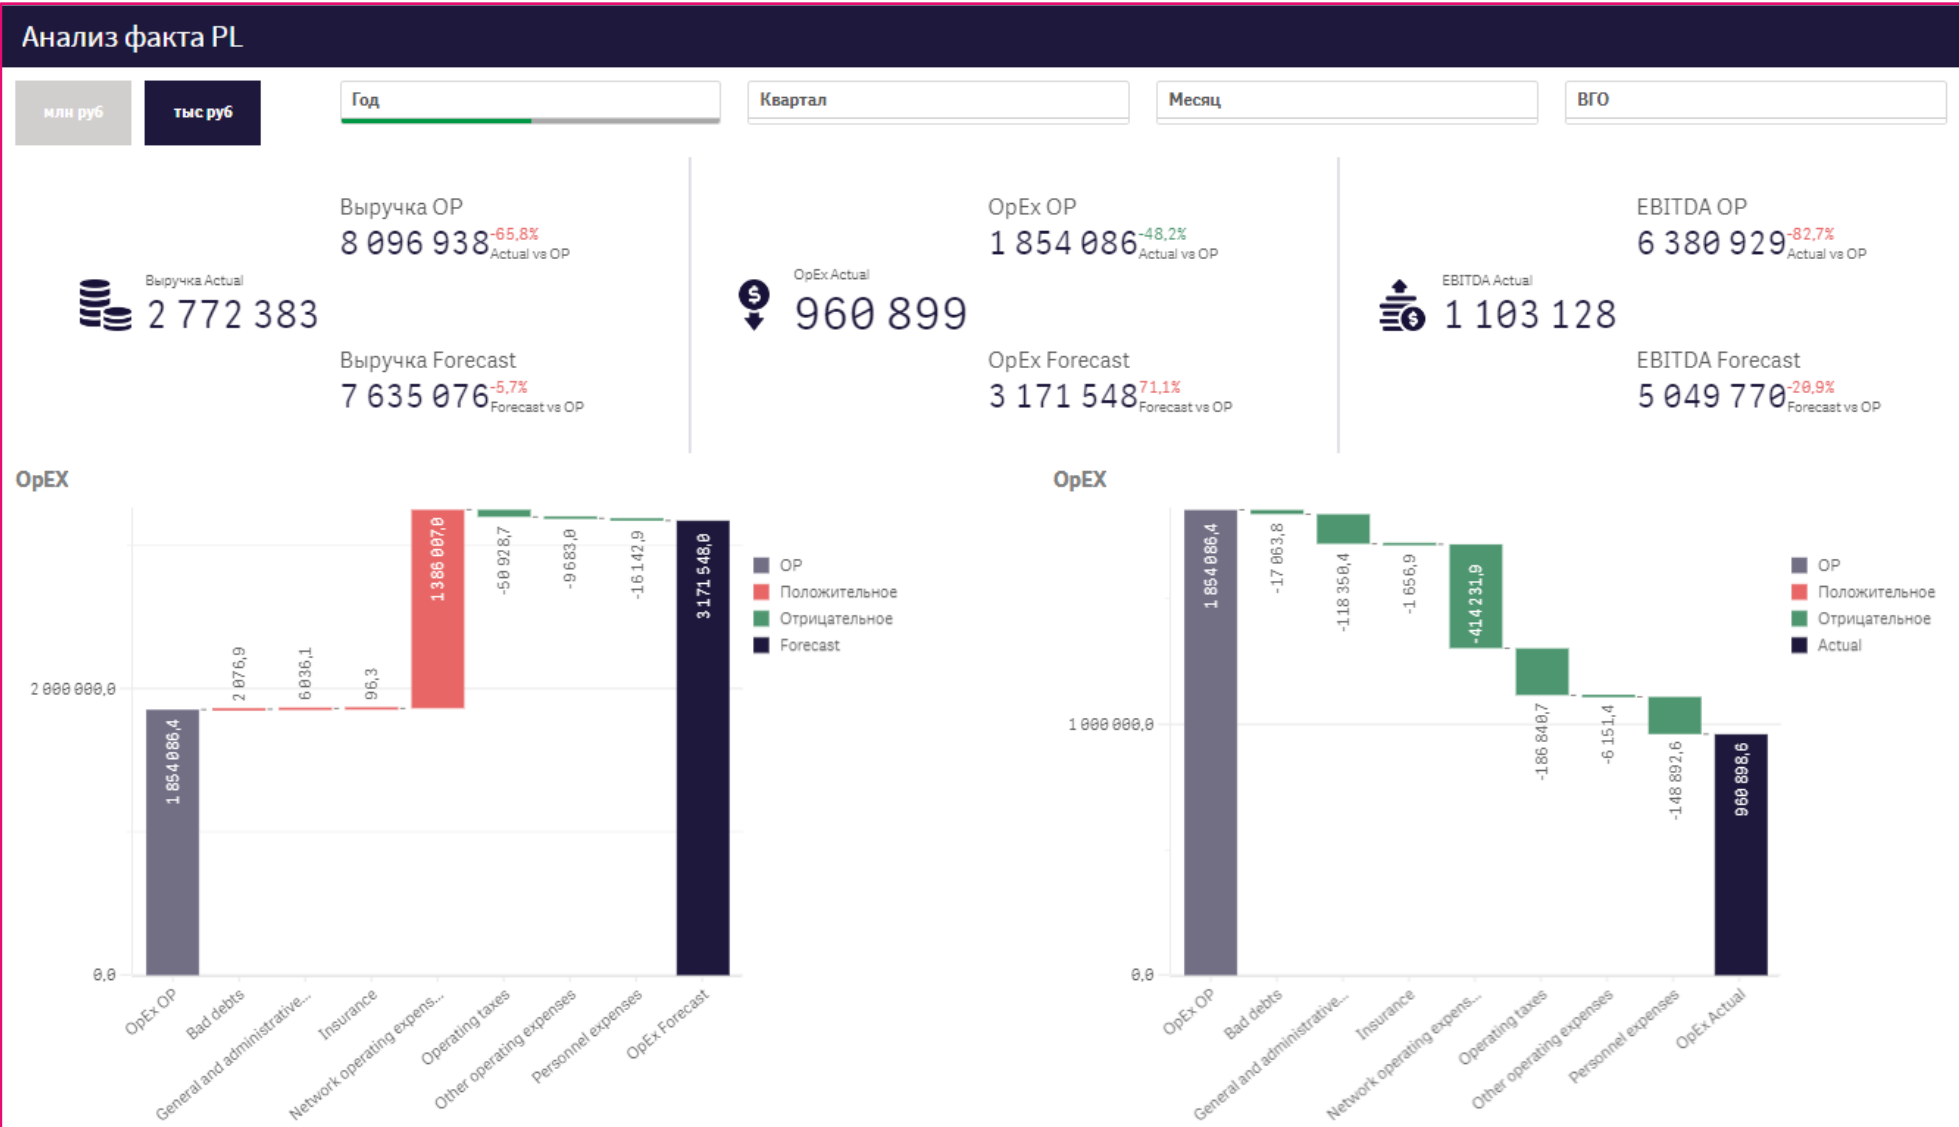 Анализ факта PL
млн руб
тыс руб
Год
Квартал
Месяц
ВГО
Выручка Actual
2 772 383
Выручка OP
8 096 938
-65,8%
Actual vs OP
Выручка Forecast
7 635 076
-5,7%
Forecast vs OP
OpEx Actual
960 899
OpEx OP
1 854 086
-48,2%
Actual vs OP
OpEx Forecast
3 171 548
71,1%
Forecast vs OP
EBITDA Actual
1 103 128
EBITDA OP
6 380 929
-82,7%
Actual vs OP
EBITDA Forecast
5 049 770
-20,9%
Forecast vs OP
OpEX
2 000 000,0
0,0
1 854 086,4
2 076,9
6 036,1
96,3
1 386 007,0
-50 928,7
-9 683,0
-16 142,9
3 171 548,0
OpEx OP
Bad debts
General and administrative...
Insurance
Network operating expens...
Operating taxes
Other operating expenses
Personnel expenses
OpEx Forecast
OP
Положительное
Отрицательное
Forecast
OpEX
1 000 000,0
0,0
1 854 086,4
-17 063,8
-118 350,4
-1 656,9
-414 231,9
-186 840,7
-6 151,4
-148 892,6
960 898,6
OpEx OP
Bad debts
General and administrative...
Insurance
Network operating expens...
Operating taxes
Other operating expenses
Personnel expenses
OpEx Actual
OP
Положительное
Отрицательное
Actual